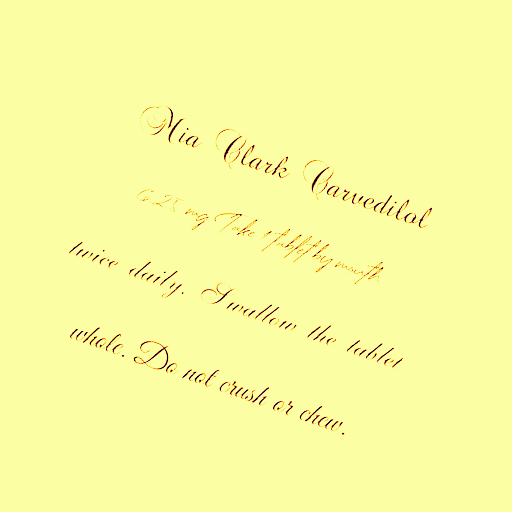 Mia Clark Carvedilol
6.25 mg Take 1 tablet by mouth
twice daily. Swallow the tablet
whole. Do not crush or chew.